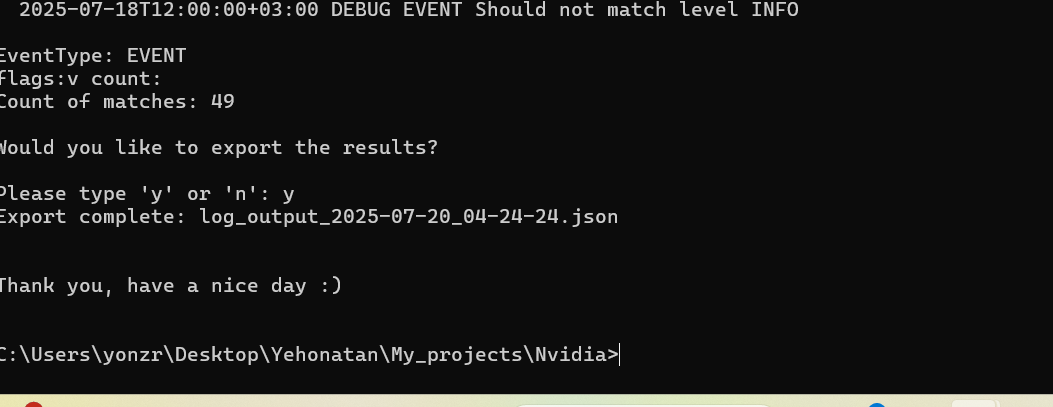 2025-07-18T12:00:00+03:00 DEBUG EVENT Should not match level INFO
EventType: EVENT
flags:v count:
Count of matches: 49
Would you like to export the results?
Please type 'y' or 'n': y
Export complete: log_output_2025-07-20_04-24-24.json
Thank you, have a nice day :)
C:\Users\yonzr\Desktop\Yehonatan\My_projects\Nvidia>